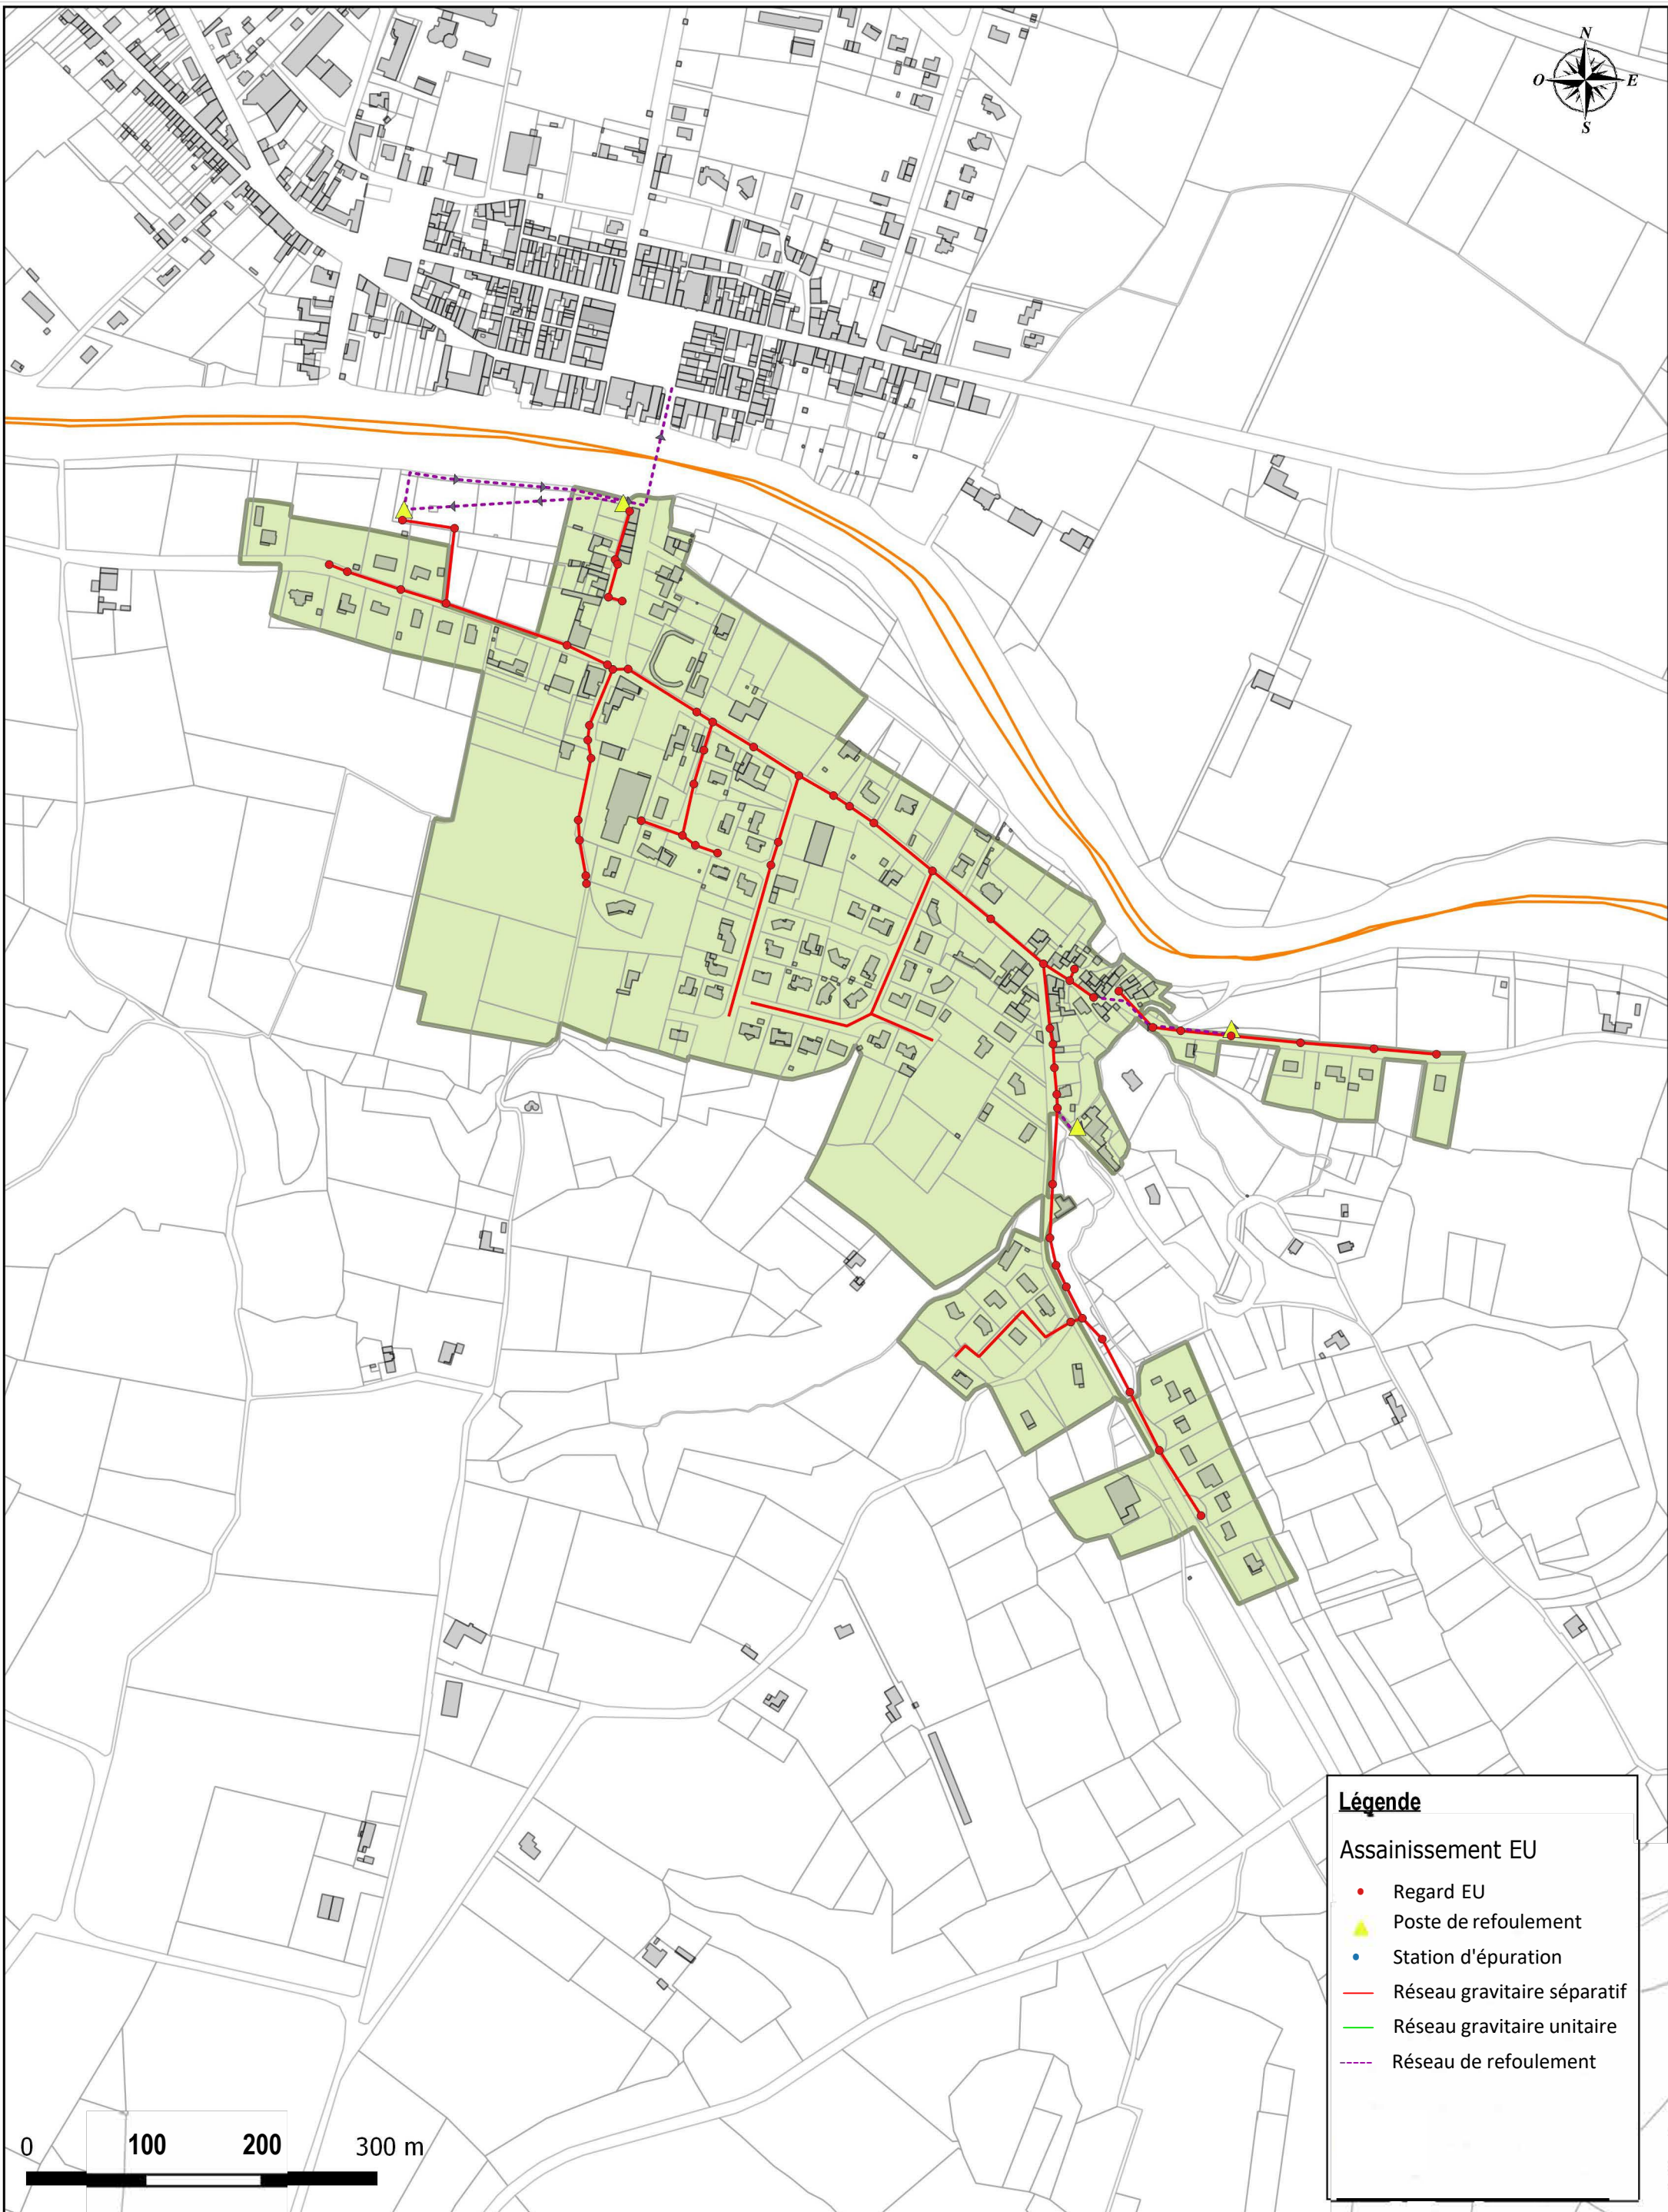 N
O E
S
Légende
Assainissement EU
Regard EU
Poste de refoulement
Station d'épuration
Réseau gravitaire séparatif
Réseau gravitaire unitaire
Réseau de refoulement
0 100 200 300 m